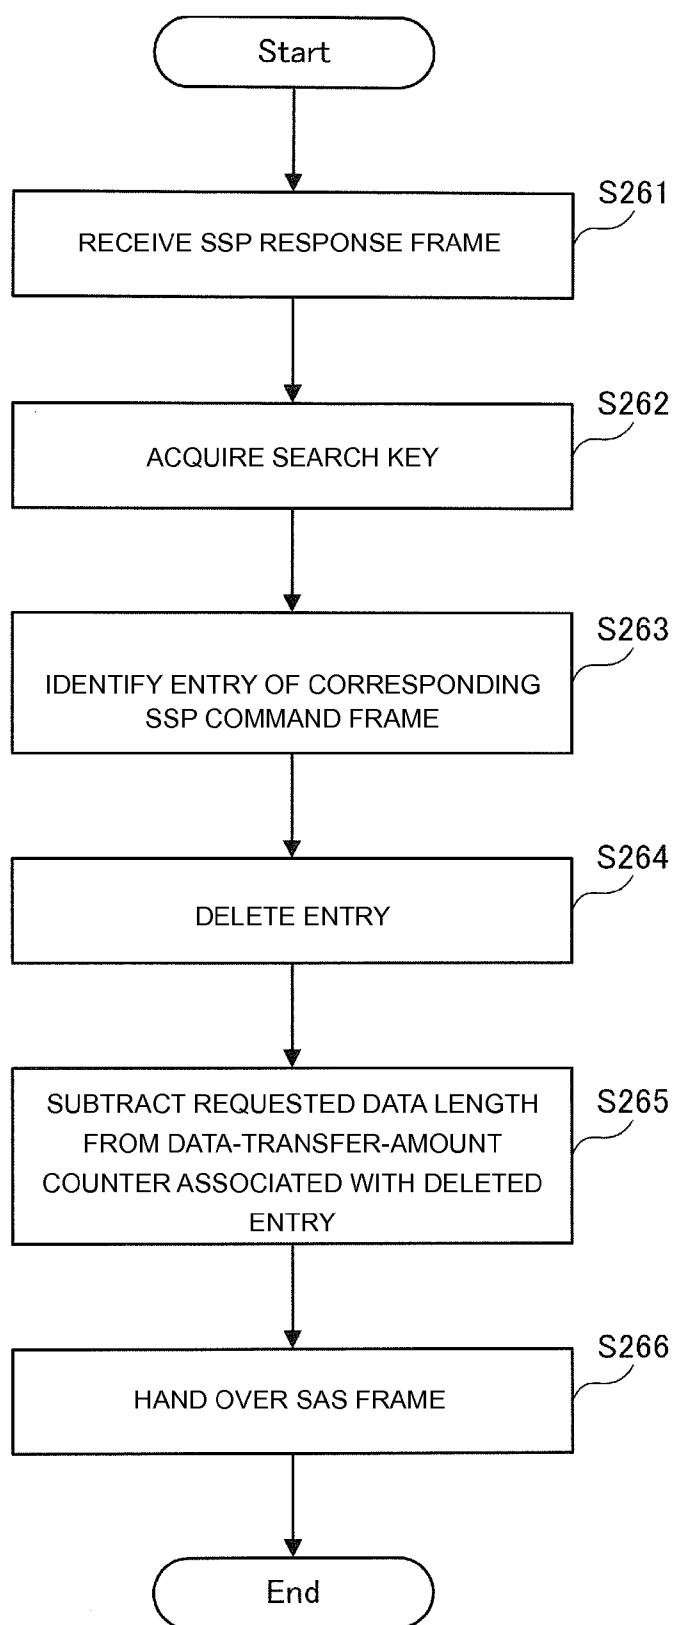 Start
S261
RECEIVE SSP RESPONSE FRAME
S262
ACQUIRE SEARCH KEY
S263
IDENTIFY ENTRY OF CORRESPONDING
SSP COMMAND FRAME
S264
DELETE ENTRY
S265
SUBTRACT REQUESTED DATA LENGTH
FROM DATA-TRANSFER-AMOUNT
COUNTER ASSOCIATED WITH DELETED
ENTRY
S266
HAND OVER SAS FRAME
End